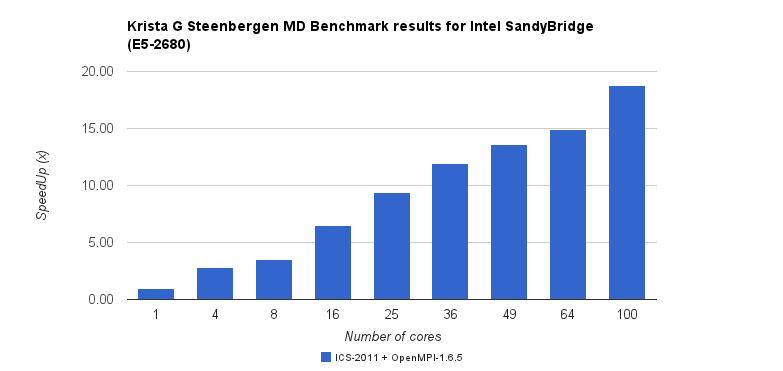 Krista G Steenbergen MD Benchmark results for Intel SandyBridge
(E5-2680)
SpeedUp (x)
20.00
15.00
10.00
5.00
0.00
1 4 8 16 25 36 49 64 100
Number of cores
ICS-2011 + OpenMPI-1.6.5